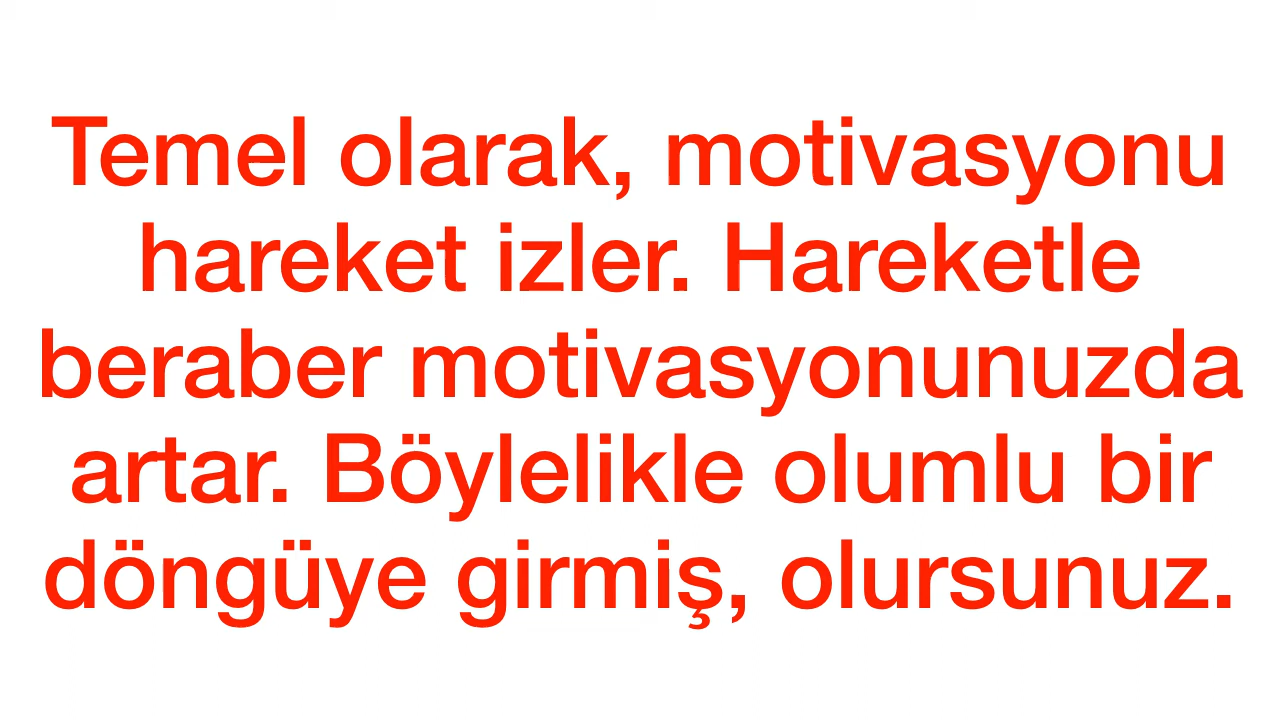 Temel olarak, motivasyonu
hareket izler. Hareketle
beraber motivasyonunuzda
artar. Böylelikle olumlu bir
döngüye girmiş, olursunuz.